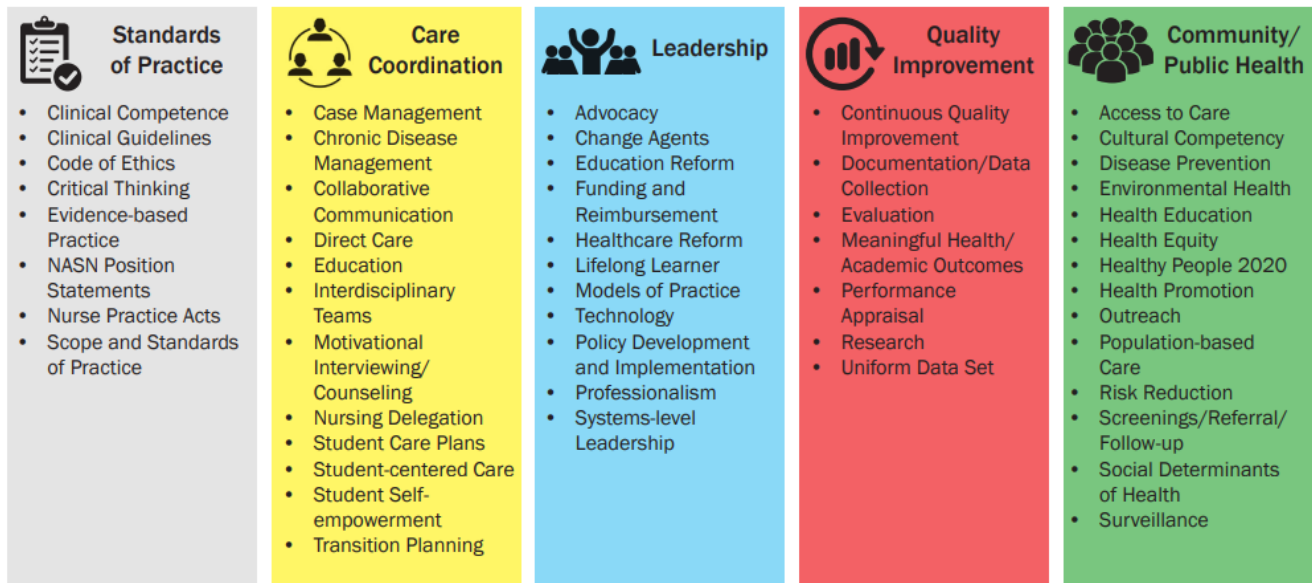 Standards
of Practice
• Clinical Competence
• Clinical Guidelines
• Code of Ethics
• Critical Thinking
• Evidence-based
Practice
• NASN Position
Statements
• Nurse Practice Acts
• Scope and Standards
of Practice
Care
Coordination
• Case Management
• Chronic Disease
Management
• Collaborative
Communication
• Direct Care
• Education
• Interdisciplinary
Teams
• Motivational
Interviewing/
Counseling
• Nursing Delegation
• Student Care Plans
• Student-centered Care
• Student Self-
empowerment
• Transition Planning
Leadership
• Advocacy
• Change Agents
• Education Reform
• Funding and
Reimbursement
• Healthcare Reform
• Lifelong Learner
• Models of Practice
• Technology
• Policy Development
and Implementation
• Professionalism
• Systems-level
Leadership
Quality
Improvement
• Continuous Quality
Improvement
• Documentation/Data
Collection
• Evaluation
• Meaningful Health/
Academic Outcomes
• Performance
Appraisal
• Research
• Uniform Data Set
Community/
Public Health
• Access to Care
• Cultural Competency
• Disease Prevention
• Environmental Health
• Health Education
• Health Equity
• Healthy People 2020
• Health Promotion
• Outreach
• Population-based
Care
• Risk Reduction
• Screenings/Referral/
Follow-up
• Social Determinants
of Health
• Surveillance